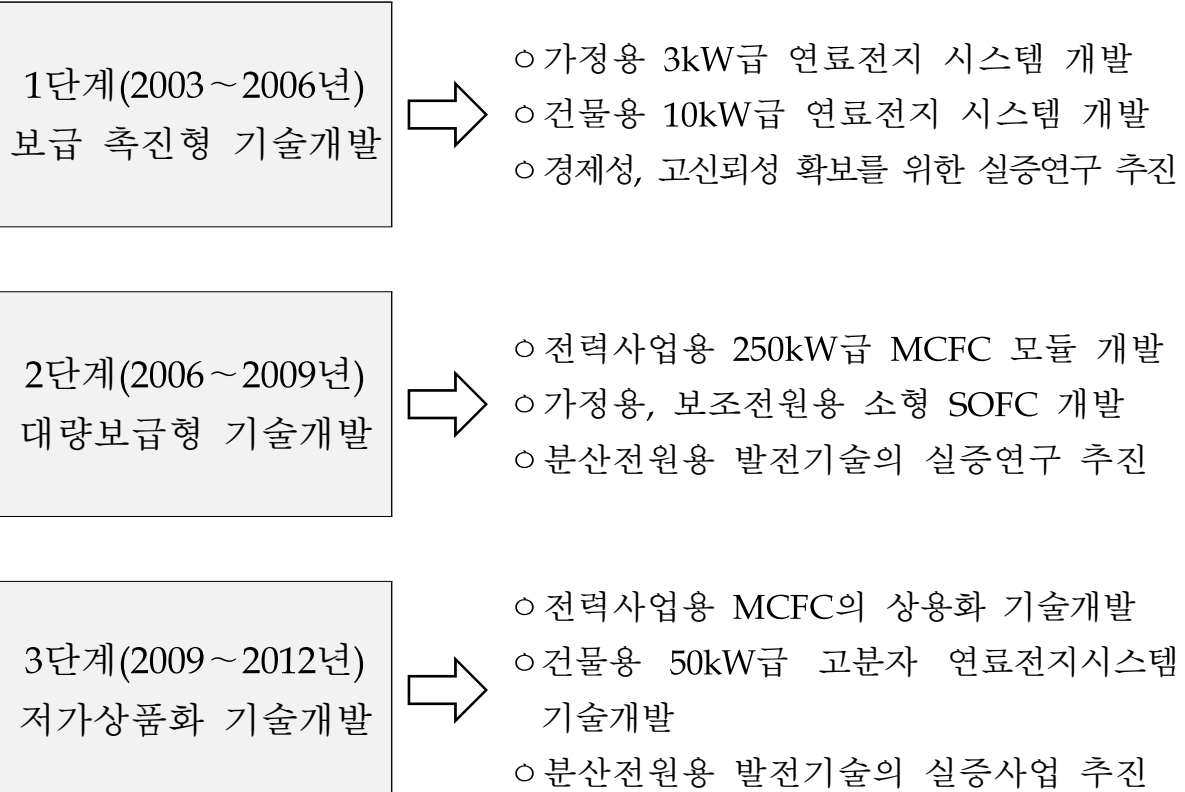 1단계(2003～2006년)
보급 촉진형 기술개발
○ 가정용 3kW급 연료전지 시스템 개발
○ 건물용 10kW급 연료전지 시스템 개발
○ 경제성, 고신뢰성 확보를 위한 실증연구 추진
2단계(2006～2009년)
대량보급형 기술개발
○ 전력사업용 250kW급 MCFC 모듈 개발
○ 가정용, 보조전원용 소형 SOFC 개발
○ 분산전원용 발전기술의 실증연구 추진
3단계(2009～2012년)
저가상품화 기술개발
○ 전력사업용 MCFC의 상용화 기술개발
○ 건물용 50kW급 고분자 연료전지시스템
기술개발
○ 분산전원용 발전기술의 실증사업 추진